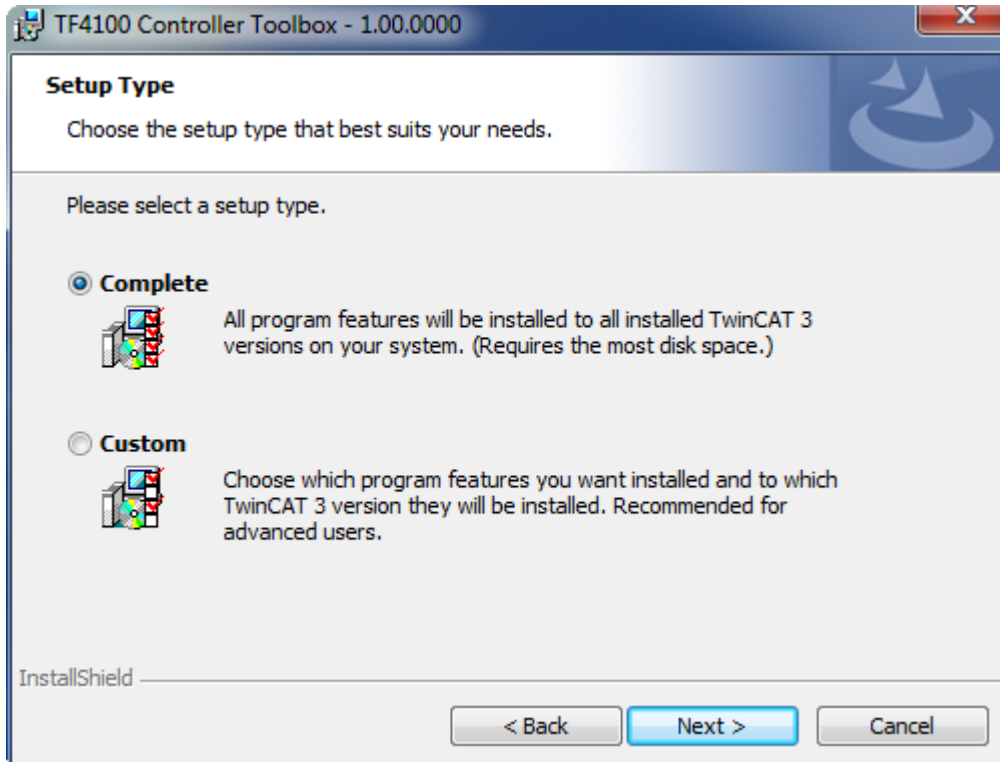 TF4100 Controller Toolbox - 1.00.0000
Setup Type
Choose the setup type that best suits your needs.
Please select a setup type.
Complete
All program features will be installed to all installed TwinCAT 3
versions on your system. (Requires the most disk space.)
Custom
Choose which program features you want installed and to which
TwinCAT 3 version they will be installed. Recommended for
advanced users.
InstallShield
< Back
Next >
Cancel